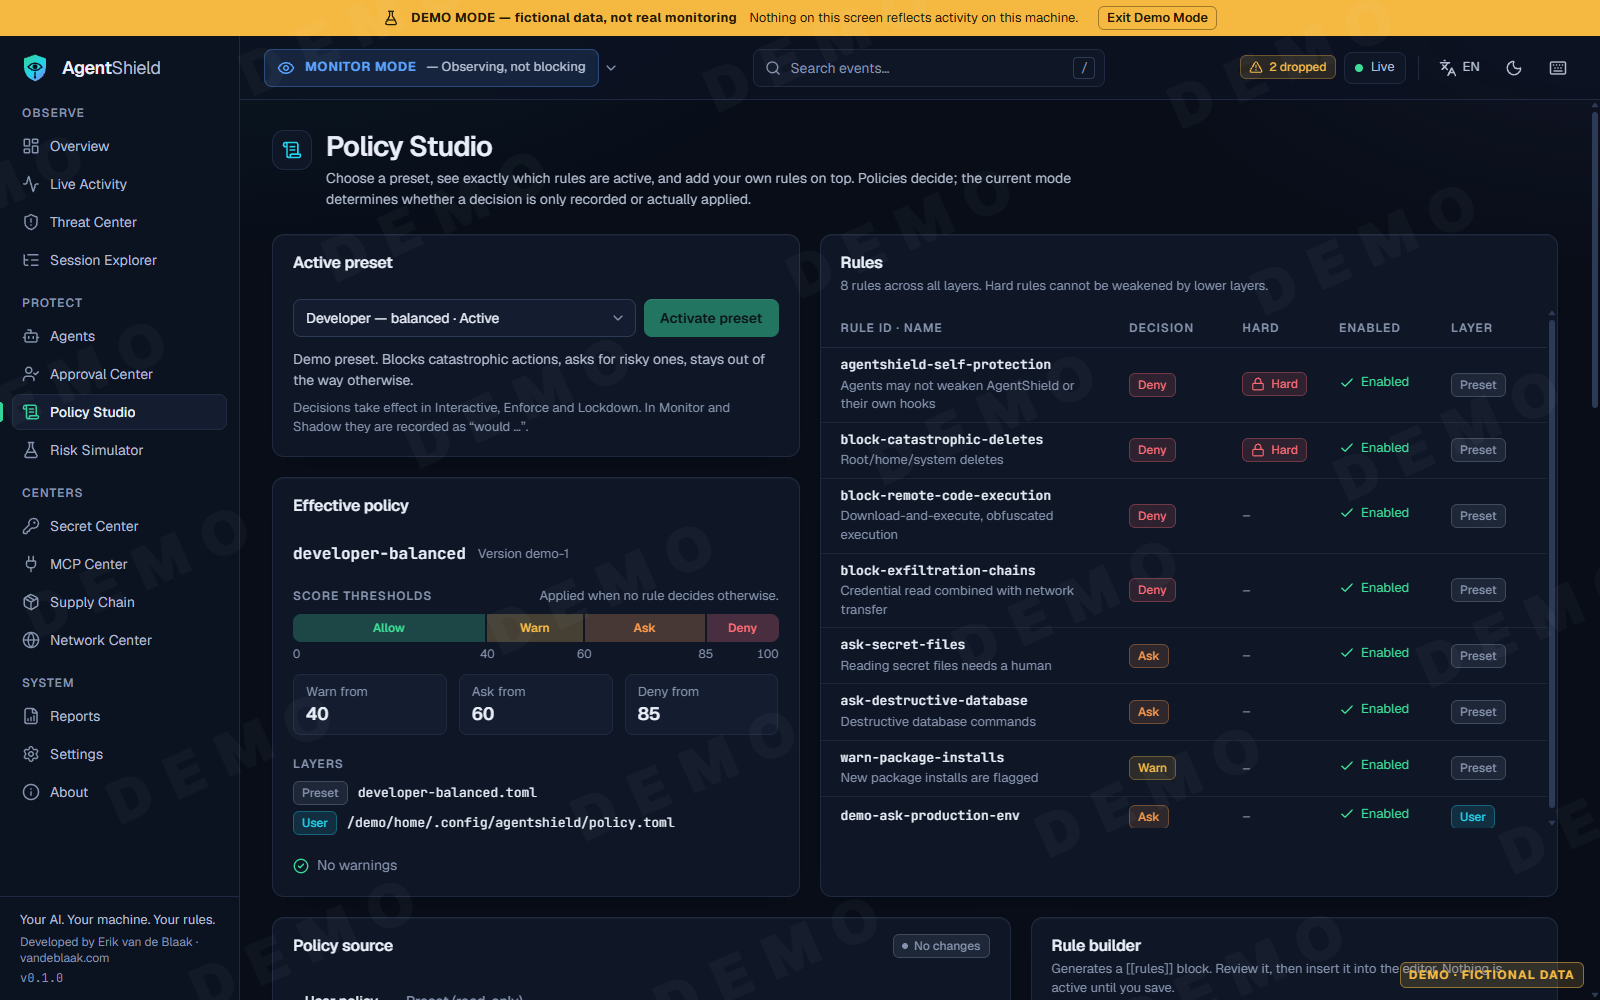 DEMO MODE — fictional data, not real monitoring Nothing on this screen reflects activity on this machine. Exit Demo Mode
AgentShield
MONITOR MODE — Observing, not blocking
Search events… /
2 dropped
Live
EN
OBSERVE
Overview
Live Activity
Threat Center
Session Explorer
PROTECT
Agents
Approval Center
Policy Studio
Risk Simulator
CENTERS
Secret Center
MCP Center
Supply Chain
Network Center
SYSTEM
Reports
Settings
About
Your AI. Your machine. Your rules.
Developed by Erik van de Blaak ·
vandeblaak.com
v0.1.0
Policy Studio
Choose a preset, see exactly which rules are active, and add your own rules on top. Policies decide; the current mode
determines whether a decision is only recorded or actually applied.
Active preset
Developer — balanced · Active
Activate preset
Demo preset. Blocks catastrophic actions, asks for risky ones, stays out of
the way otherwise.
Decisions take effect in Interactive, Enforce and Lockdown. In Monitor and
Shadow they are recorded as “would …”.
Effective policy
developer-balanced Version demo-1
SCORE THRESHOLDS Applied when no rule decides otherwise.
Allow Warn Ask Deny
0 40 60 85 100
Warn from
40
Ask from
60
Deny from
85
LAYERS
Preset developer-balanced.toml
User /demo/home/.config/agentshield/policy.toml
No warnings
Rules
8 rules across all layers. Hard rules cannot be weakened by lower layers.
RULE ID · NAME DECISION HARD ENABLED LAYER
agentshield-self-protection
Agents may not weaken AgentShield or
their own hooks
Deny Hard Enabled Preset
block-catastrophic-deletes
Root/home/system deletes
Deny Hard Enabled Preset
block-remote-code-execution
Download-and-execute, obfuscated
execution
Deny – Enabled Preset
block-exfiltration-chains
Credential read combined with network
transfer
Deny – Enabled Preset
ask-secret-files
Reading secret files needs a human
Ask – Enabled Preset
ask-destructive-database
Destructive database commands
Ask – Enabled Preset
warn-package-installs
New package installs are flagged
Warn – Enabled Preset
demo-ask-production-env
Ask – Enabled User
Policy source
No changes
User policy Preset (read-only)
Rule builder
Generates a [[rules]] block. Review it, then insert it into the editor. Nothing is
active until you save.
DEMO · FICTIONAL DATA